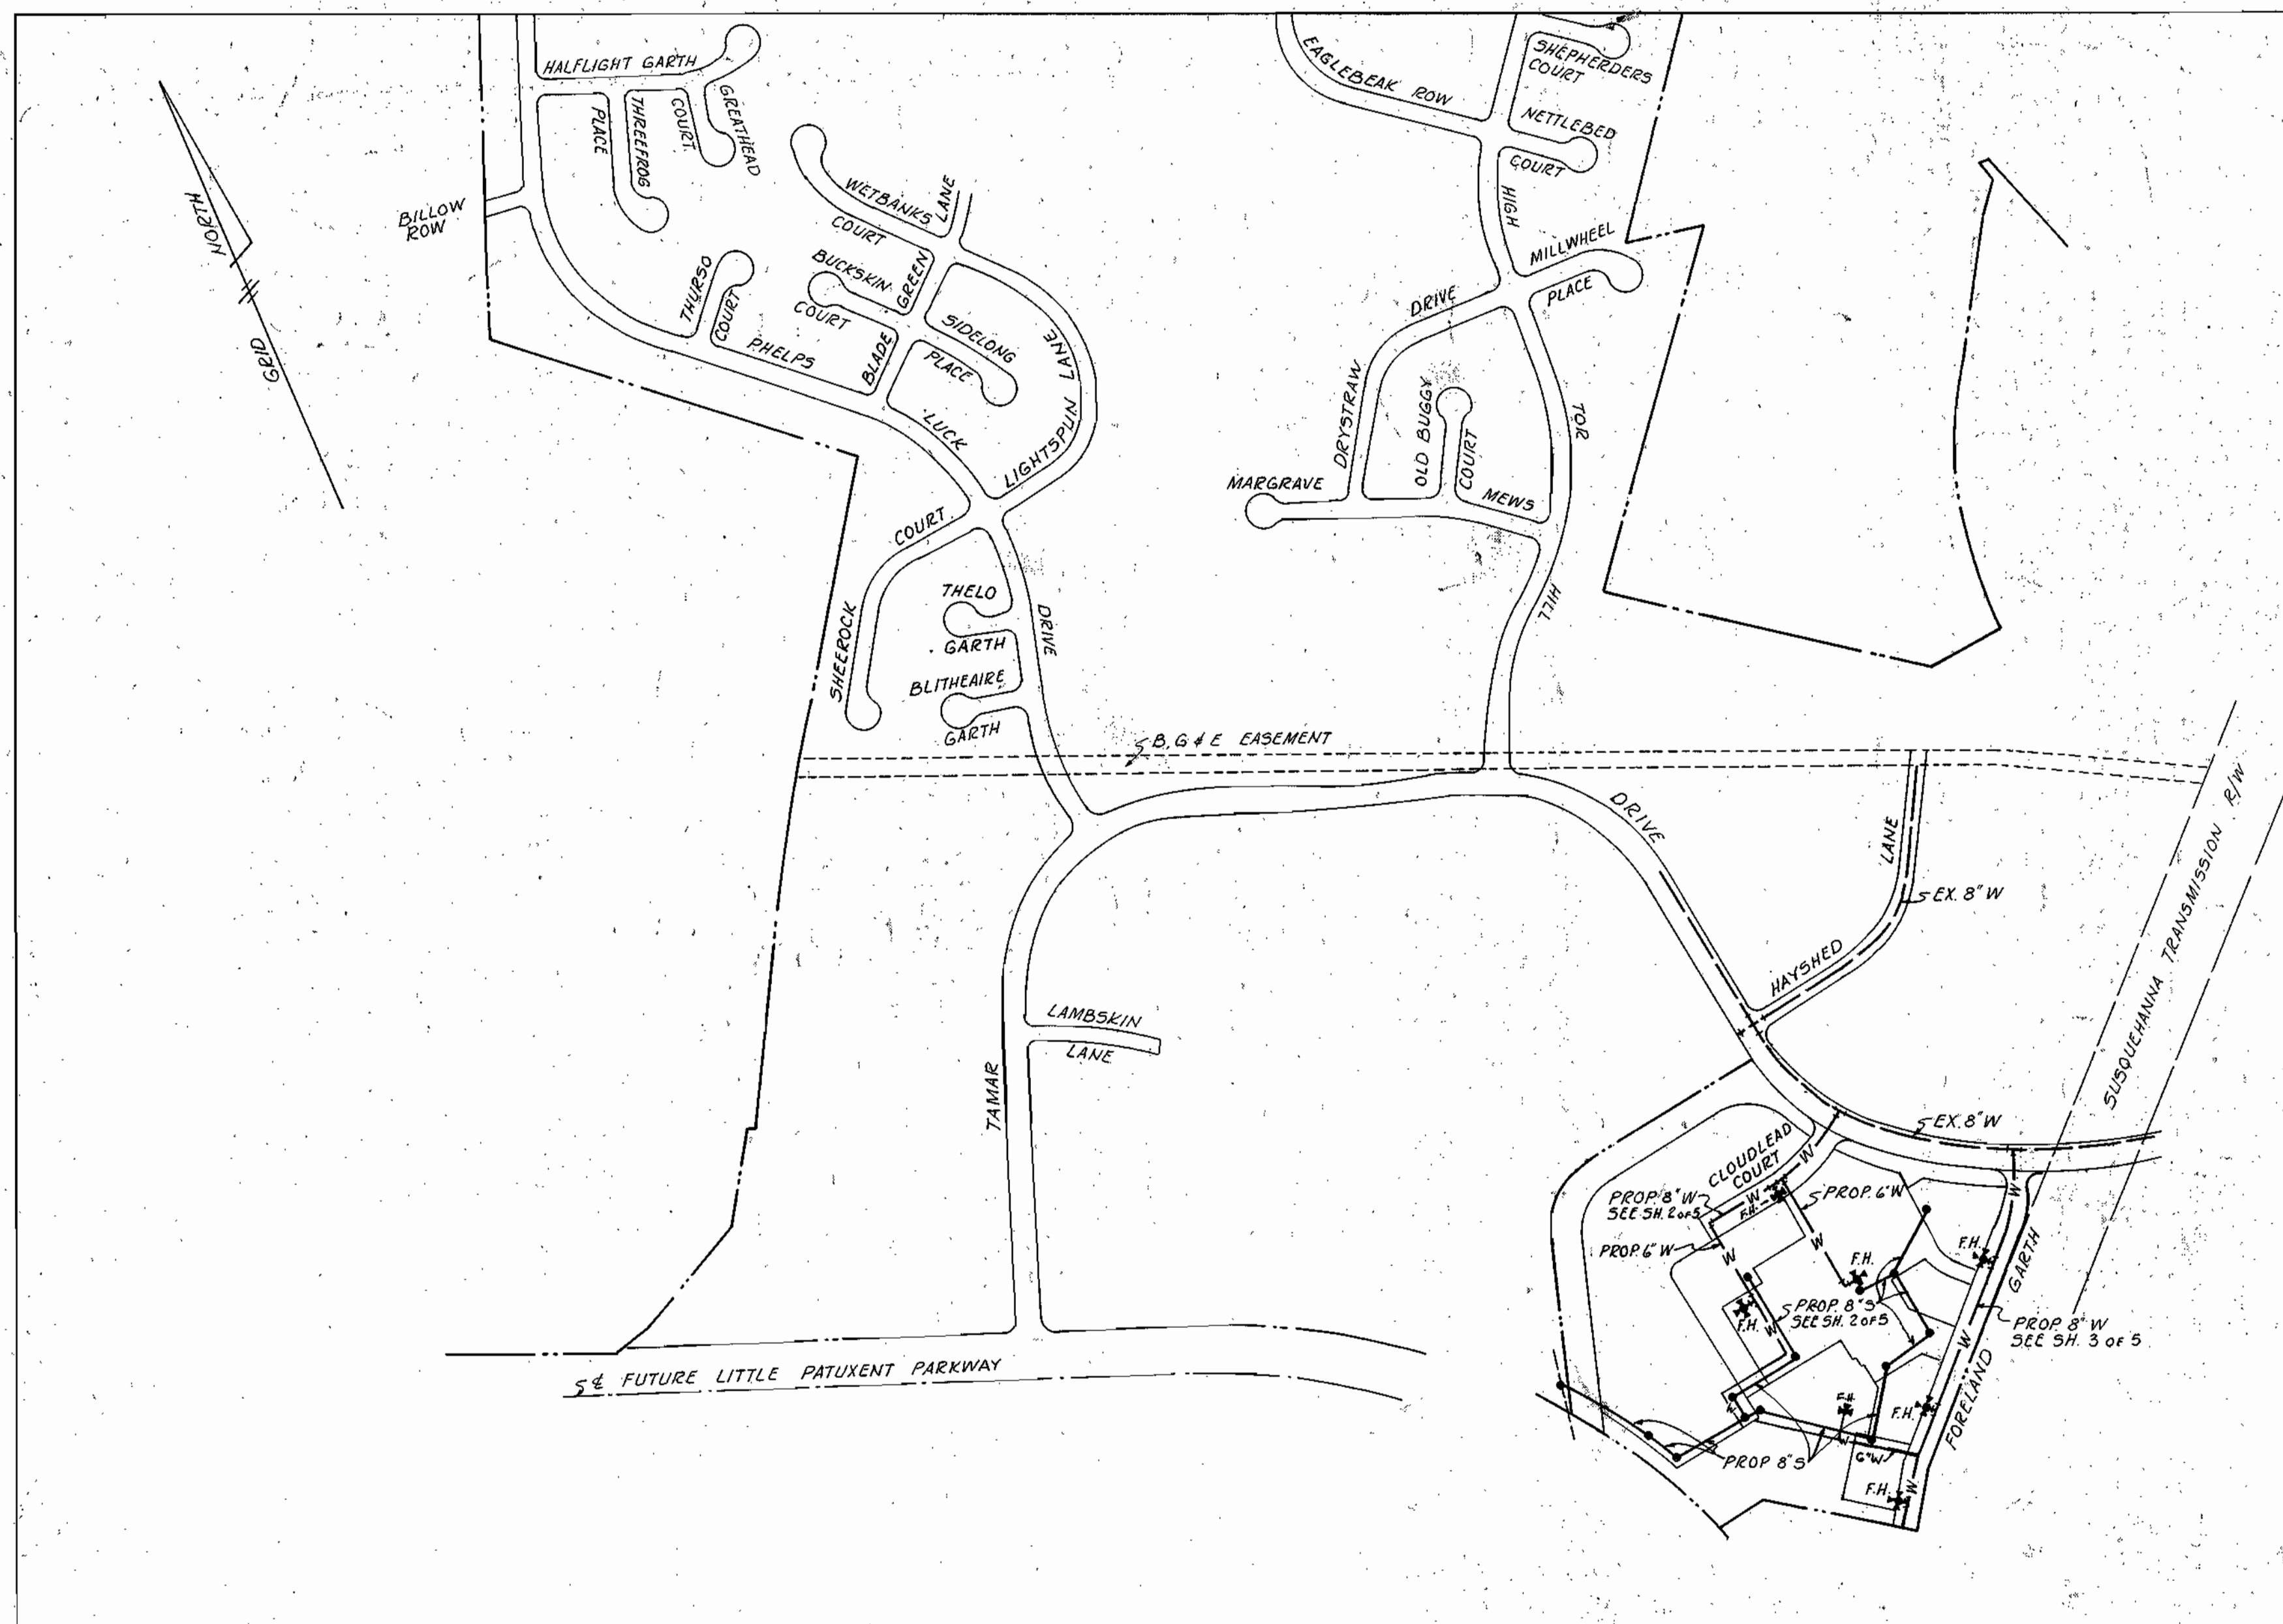 HALFLIGHT GARTH
PLACE
THREEFROG
COURT
GREATHEAD
EAGLEBEAK ROW
SHEPHERDERS
COURT
NETTLEBED
COURT
NORTH
GRID
BILLOW
ROW
WETBANKS
COURT
LANE
BUCKSKIN
COURT
GREEN
BLADE
SIDELONG
PLACE
THURSO
COURT
PHELPS
LUCK
LANE
LIGHTSPUN
HIGH
MILLWHEEL
PLACE
DRIVE
DRYSTRAW
OLD BUGGY
COURT
TOR
MARGRAVE
MEWS
HILL
COURT
SHEEROCK
THELO
GARTH
DRIVE
BLITHEAIRE
GARTH
B.G & E EASEMENT
DRIVE
LANE
EX. 8" W
HAYSHED
SUSQUEHANNA TRANSMISSION R/W
LAMBSKIN
LANE
TAMAR
EX. 8" W
CLOUDLEAD
COURT
W
PROP. 8" W
SEE SH. 2 OF 5
W
F.H.
PROP. 6" W
W
PROP. 6" W
W
W
F.H.
F.H.
GARTH
PROP. 8" S
SEE SH. 2 OF 5
F.H.
W
PROP. 8" W
SEE SH. 3 OF 5
W
FORELAND
F.H.
F.H.
W
W
PROP 8" S
6" W
F.H.
W
℄ FUTURE LITTLE PATUXENT PARKWAY